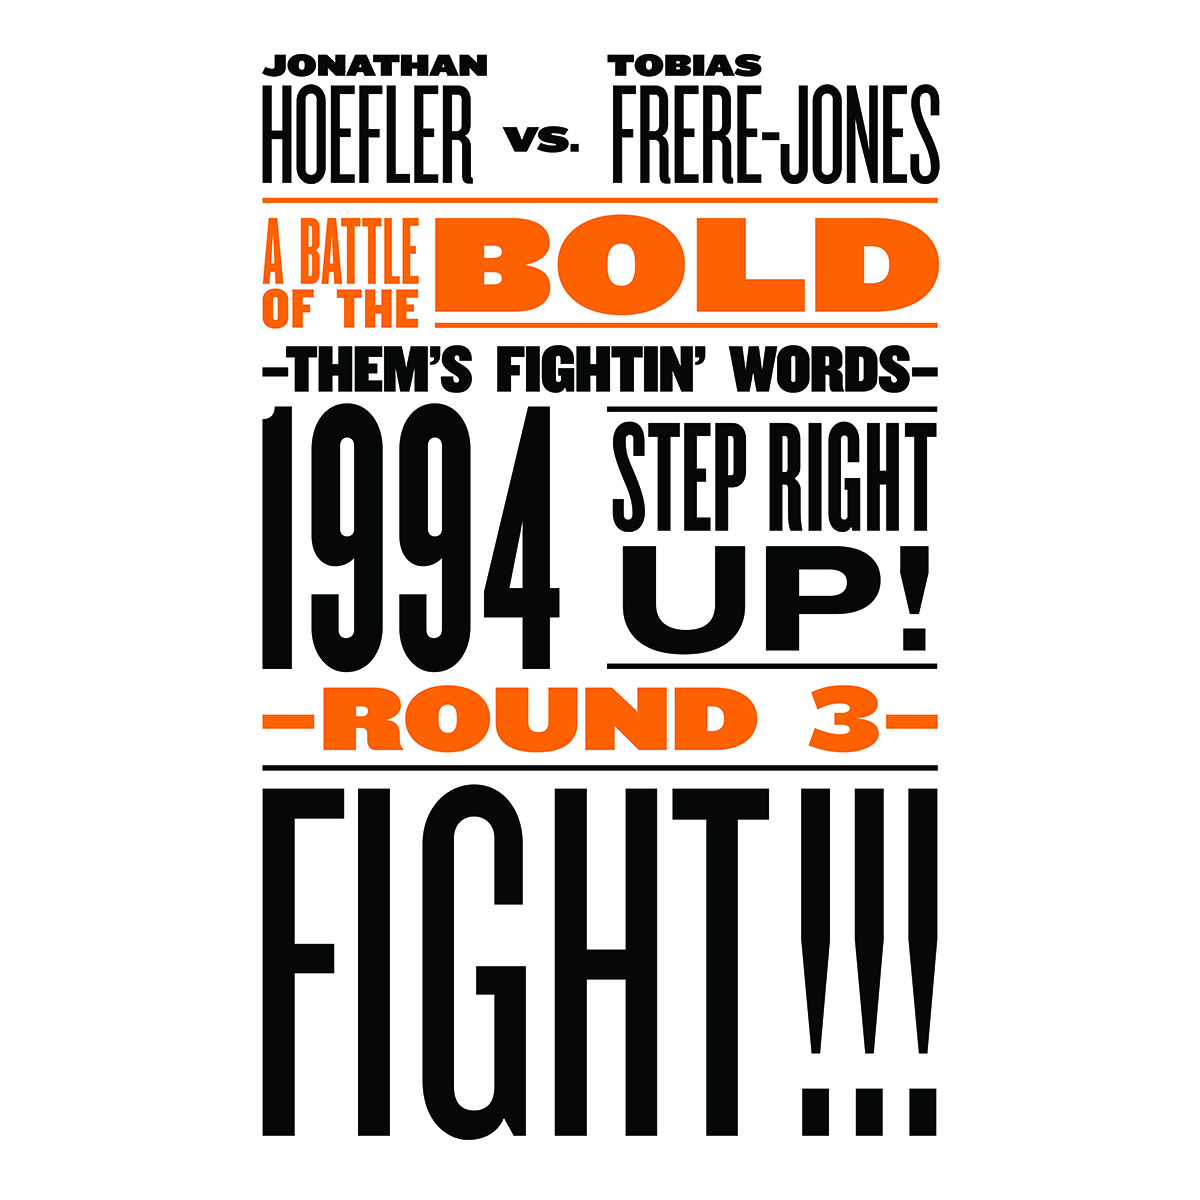 JONATHAN
HOEFLER
vs.
TOBIAS
FRERE-JONES
A BATTLE
OF THE
BOLD
–THEM’S FIGHTIN’ WORDS–
1994
STEP RIGHT
UP!
–ROUND 3–
FIGHT!!!